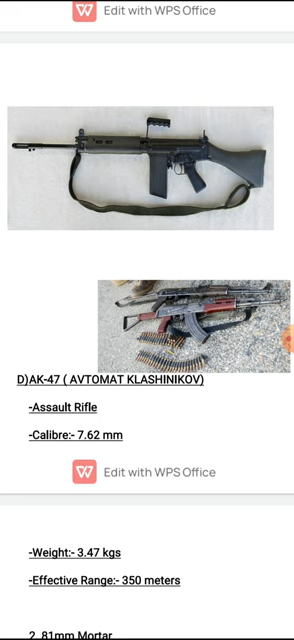 Edit with WPS Office
D)AK-47 ( AVTOMAT KLASHINIKOV)
-Assault Rifle
-Calibre:- 7.62 mm
Edit with WPS Office
-Weight:- 3.47 kgs
-Effective Range:- 350 meters
2. 81mm Mortar